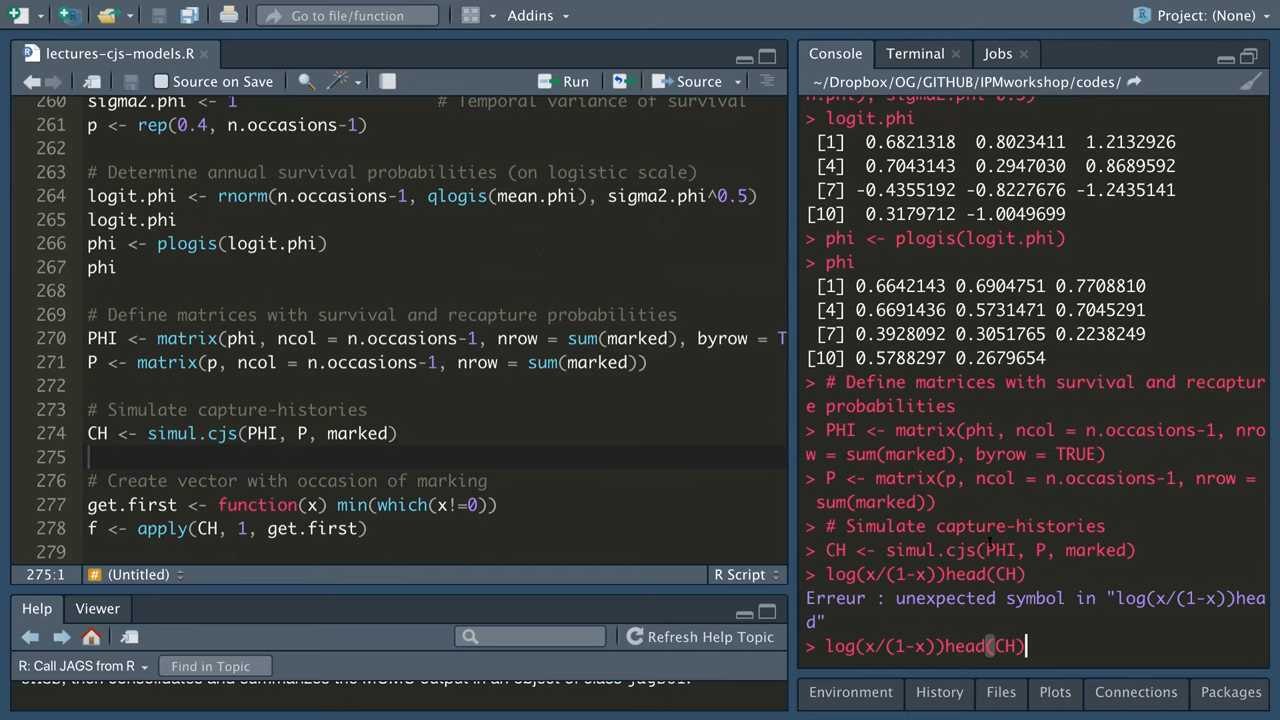 Go to file/function
Addins
Project: (None)
lectures-cjs-models.R
Source on Save
Run
Source
260 sigma2.phi <- 1 # Temporal variance of survival
261 p <- rep(0.4, n.occasions-1)
262
263 # Determine annual survival probabilities (on logistic scale)
264 logit.phi <- rnorm(n.occasions-1, qlogis(mean.phi), sigma2.phi^0.5)
265 logit.phi
266 phi <- plogis(logit.phi)
267 phi
268
269 # Define matrices with survival and recapture probabilities
270 PHI <- matrix(phi, ncol = n.occasions-1, nrow = sum(marked), byrow = T
271 P <- matrix(p, ncol = n.occasions-1, nrow = sum(marked))
272
273 # Simulate capture-histories
274 CH <- simul.cjs(PHI, P, marked)
275
276 # Create vector with occasion of marking
277 get.first <- function(x) min(which(x!=0))
278 f <- apply(CH, 1, get.first)
279
275:1
# (Untitled)
R Script
Help
Viewer
Refresh Help Topic
R: Call JAGS from R
Find in Topic
Console
Terminal
Jobs
~/Dropbox/OG/GITHUB/IPMworkshop/codes/
> logit.phi
[1] 0.6821318 0.8023411 1.2132926
[4] 0.7043143 0.2947030 0.8689592
[7] -0.4355192 -0.8227676 -1.2435141
[10] 0.3179712 -1.0049699
> phi <- plogis(logit.phi)
> phi
[1] 0.6642143 0.6904751 0.7708810
[4] 0.6691436 0.5731471 0.7045291
[7] 0.3928092 0.3051765 0.2238249
[10] 0.5788297 0.2679654
> # Define matrices with survival and recaptur
e probabilities
> PHI <- matrix(phi, ncol = n.occasions-1, nro
w = sum(marked), byrow = TRUE)
> P <- matrix(p, ncol = n.occasions-1, nrow =
sum(marked))
> # Simulate capture-histories
> CH <- simul.cjs(PHI, P, marked)
> log(x/(1-x))head(CH)
Erreur : unexpected symbol in "log(x/(1-x))hea
d"
> log(x/(1-x))head(CH)
Environment
History
Files
Plots
Connections
Packages